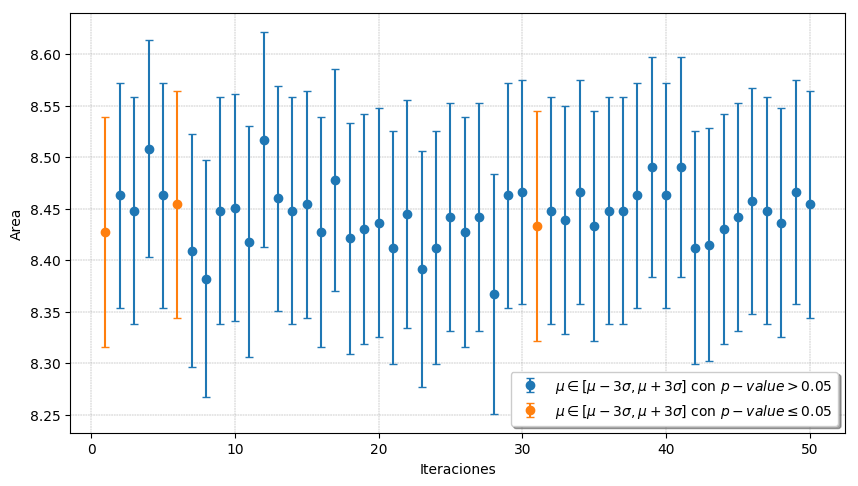 8.60
8.55
8.50
8.45
8.40
8.35
8.30
8.25
Area
0 10 20 30 40 50
Iteraciones
μ ∈ [μ − 3σ, μ + 3σ] con p − value > 0.05
μ ∈ [μ − 3σ, μ + 3σ] con p − value ≤ 0.05